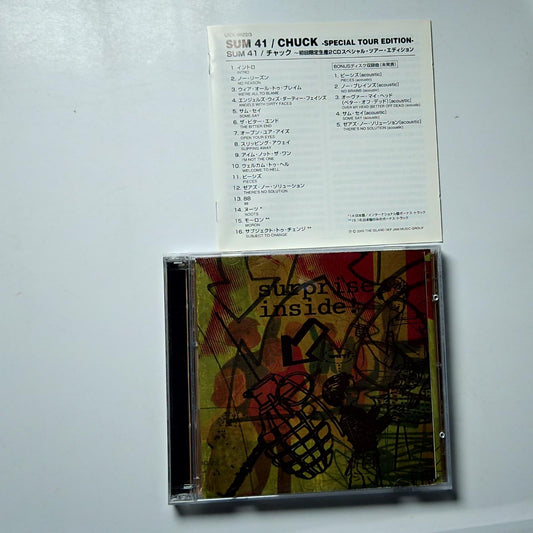 SUM 41 / CHUCK -SPECIAL TOUR EDITION-
SUM 41 / チャック ~初回限定生産2CDスペシャル・ツアー・エディション
1. イントロ
INTRO
2. ノー・リーズン
NO REASON
3. ウィア・オール・トゥ・ブレイム
WE'RE ALL TO BLAME
4. エンジェルズ・ウィズ・ダーティー・フェイシズ
ANGELS WITH DIRTY FACES
5. サム・セイ
SOME SAY
6. ザ・ビター・エンド
THE BITTER END
7. オープン・ユア・アイズ
OPEN YOUR EYES
8. スリッピング・アウェイ
SLIPPING AWAY
9. アイム・ノット・ザ・ワン
I'M NOT THE ONE
10. ウェルカム・トゥ・ヘル
WELCOME TO HELL
11. ピーシズ
PIECES
12. ゼアズ・ノー・ソリューション
THERE'S NO SOLUTION
13. 88
88
14. ヌーツ *
NOOTS
15. モーロン **
MORON
16. サブジェクト・トゥ・チェンジ **
SUBJECT TO CHANGE
BONUSディスク収録曲 [未発表]
1. ピーシズ[acoustic]
PIECES [acoustic]
2. ノー・ブレインズ[acoustic]
NO BRAINS [acoustic]
3. オーヴァー・マイ・ヘッド
(ベター・オフ・デッド)[acoustic]
OVER MY HEAD (BETTER OFF DEAD) [acoustic]
4. サム・セイ[acoustic]
SOME SAY [acoustic]
5. ゼアズ・ノー・ソリューション[acoustic]
THERE'S NO SOLUTION [acoustic]
surprise
inside!